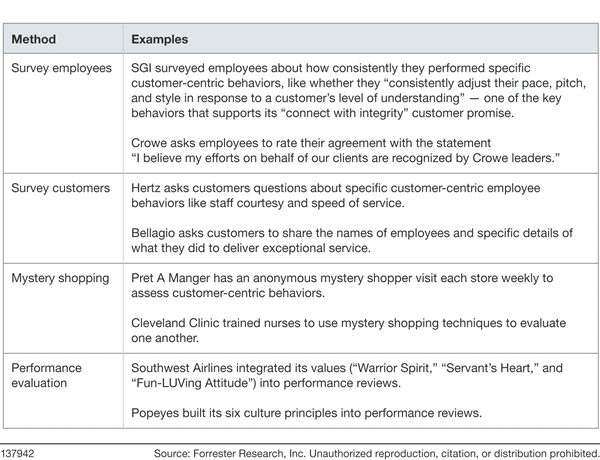 Method Examples
Survey employees SGI surveyed employees about how consistently they performed specific
customer-centric behaviors, like whether they “consistently adjust their pace, pitch,
and style in response to a customer’s level of understanding” — one of the key
behaviors that supports its “connect with integrity” customer promise.
Crowe asks employees to rate their agreement with the statement
“I believe my efforts on behalf of our clients are recognized by Crowe leaders.”
Survey customers Hertz asks customers questions about specific customer-centric employee
behaviors like staff courtesy and speed of service.
Bellagio asks customers to share the names of employees and specific details of
what they did to deliver exceptional service.
Mystery shopping Pret A Manger has an anonymous mystery shopper visit each store weekly to
assess customer-centric behaviors.
Cleveland Clinic trained nurses to use mystery shopping techniques to evaluate
one another.
Performance Southwest Airlines integrated its values (“Warrior Spirit,” “Servant’s Heart,” and
evaluation “Fun-LUVing Attitude”) into performance reviews.
Popeyes built its six culture principles into performance reviews.
137942 Source: Forrester Research, Inc. Unauthorized reproduction, citation, or distribution prohibited.